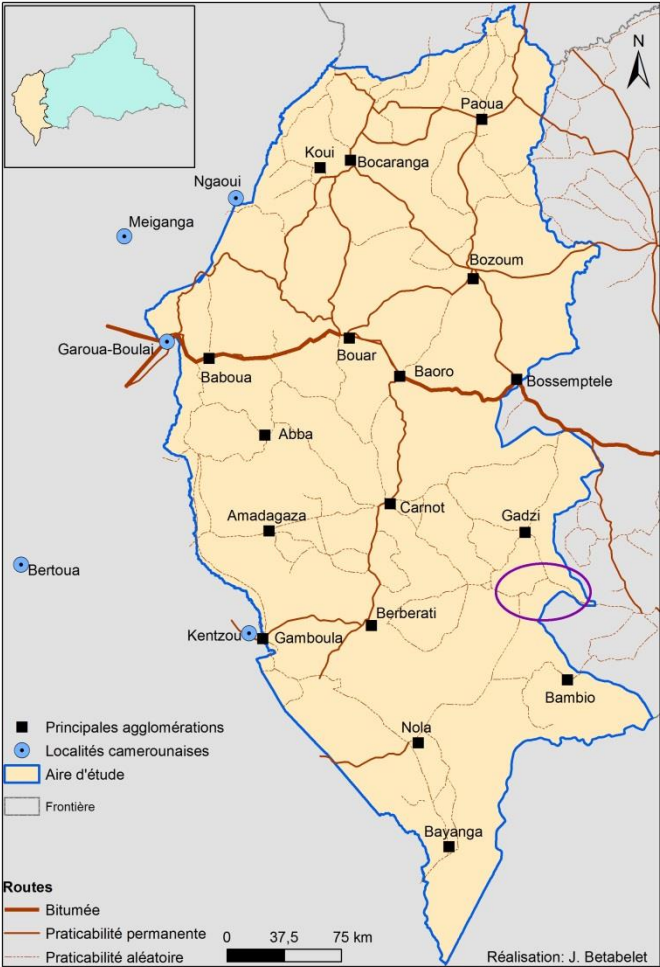 N
Paoua
Koui
Bocaranga
Ngaoui
Meiganga
Bozoum
Garoua-Boulai
Bouar
Baboua
Baoro
Bossemptele
Abba
Carnot
Amadagaza
Gadzi
Bertoua
Berberati
Kentzou
Gamboula
Bambio
Nola
Bayanga
Principales agglomérations
Localités camerounaises
Aire d'étude
Frontière
Routes
Bitumée
Praticabilité permanente
Praticabilité aléatoire
0 37,5 75 km
Réalisation: J. Betabelet